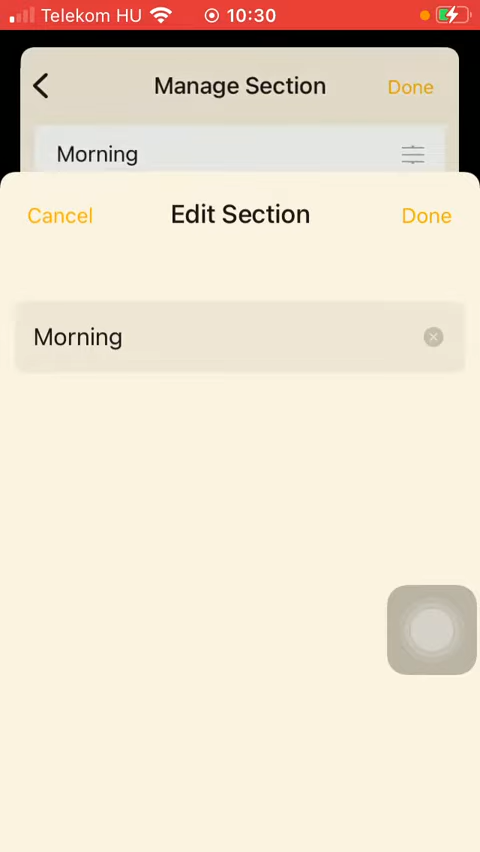 Telekom HU 10:30
Manage Section Done
Morning
Cancel Edit Section Done
Morning